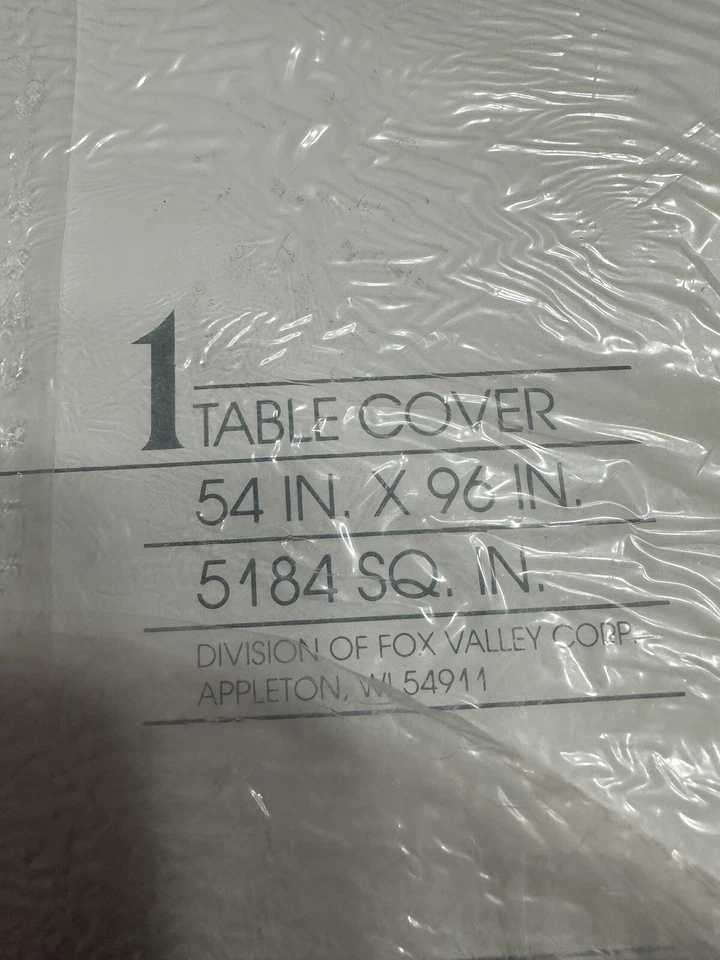 1 TABLE COVER
54 IN. X 96 IN.
5184 SQ. IN.
DIVISION OF FOX VALLEY CORP.
APPLETON, WI 54911